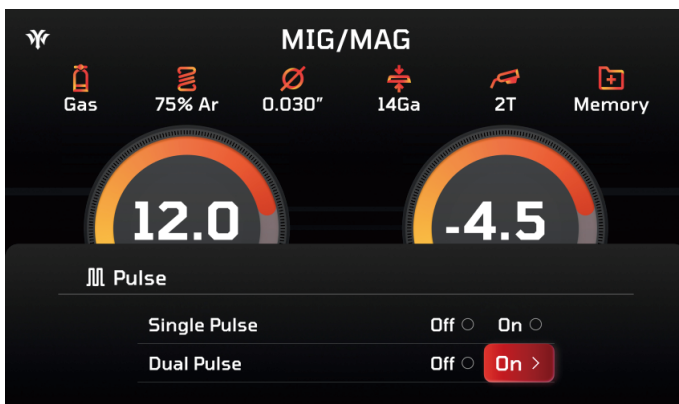 MIG/MAG
Gas 75% Ar 0.030" 14Ga 2T Memory
12.0 -4.5
Pulse
Single Pulse Off On
Dual Pulse Off On >